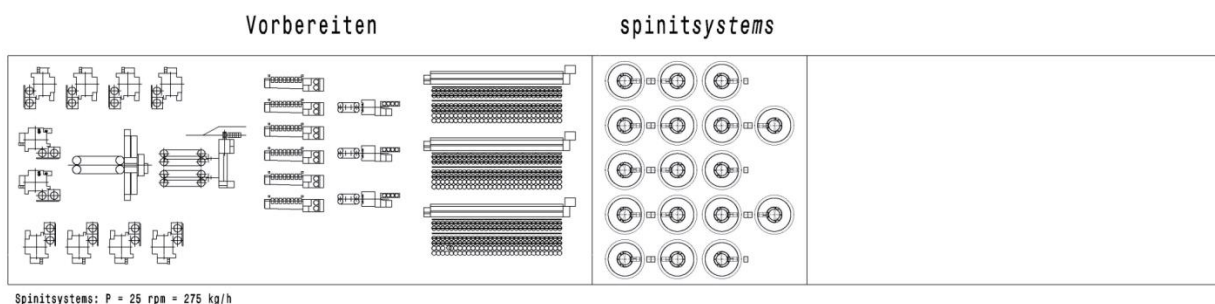 Vorbereiten
spinitsystems
Spinitsystems: P = 25 rpm = 275 kg/h